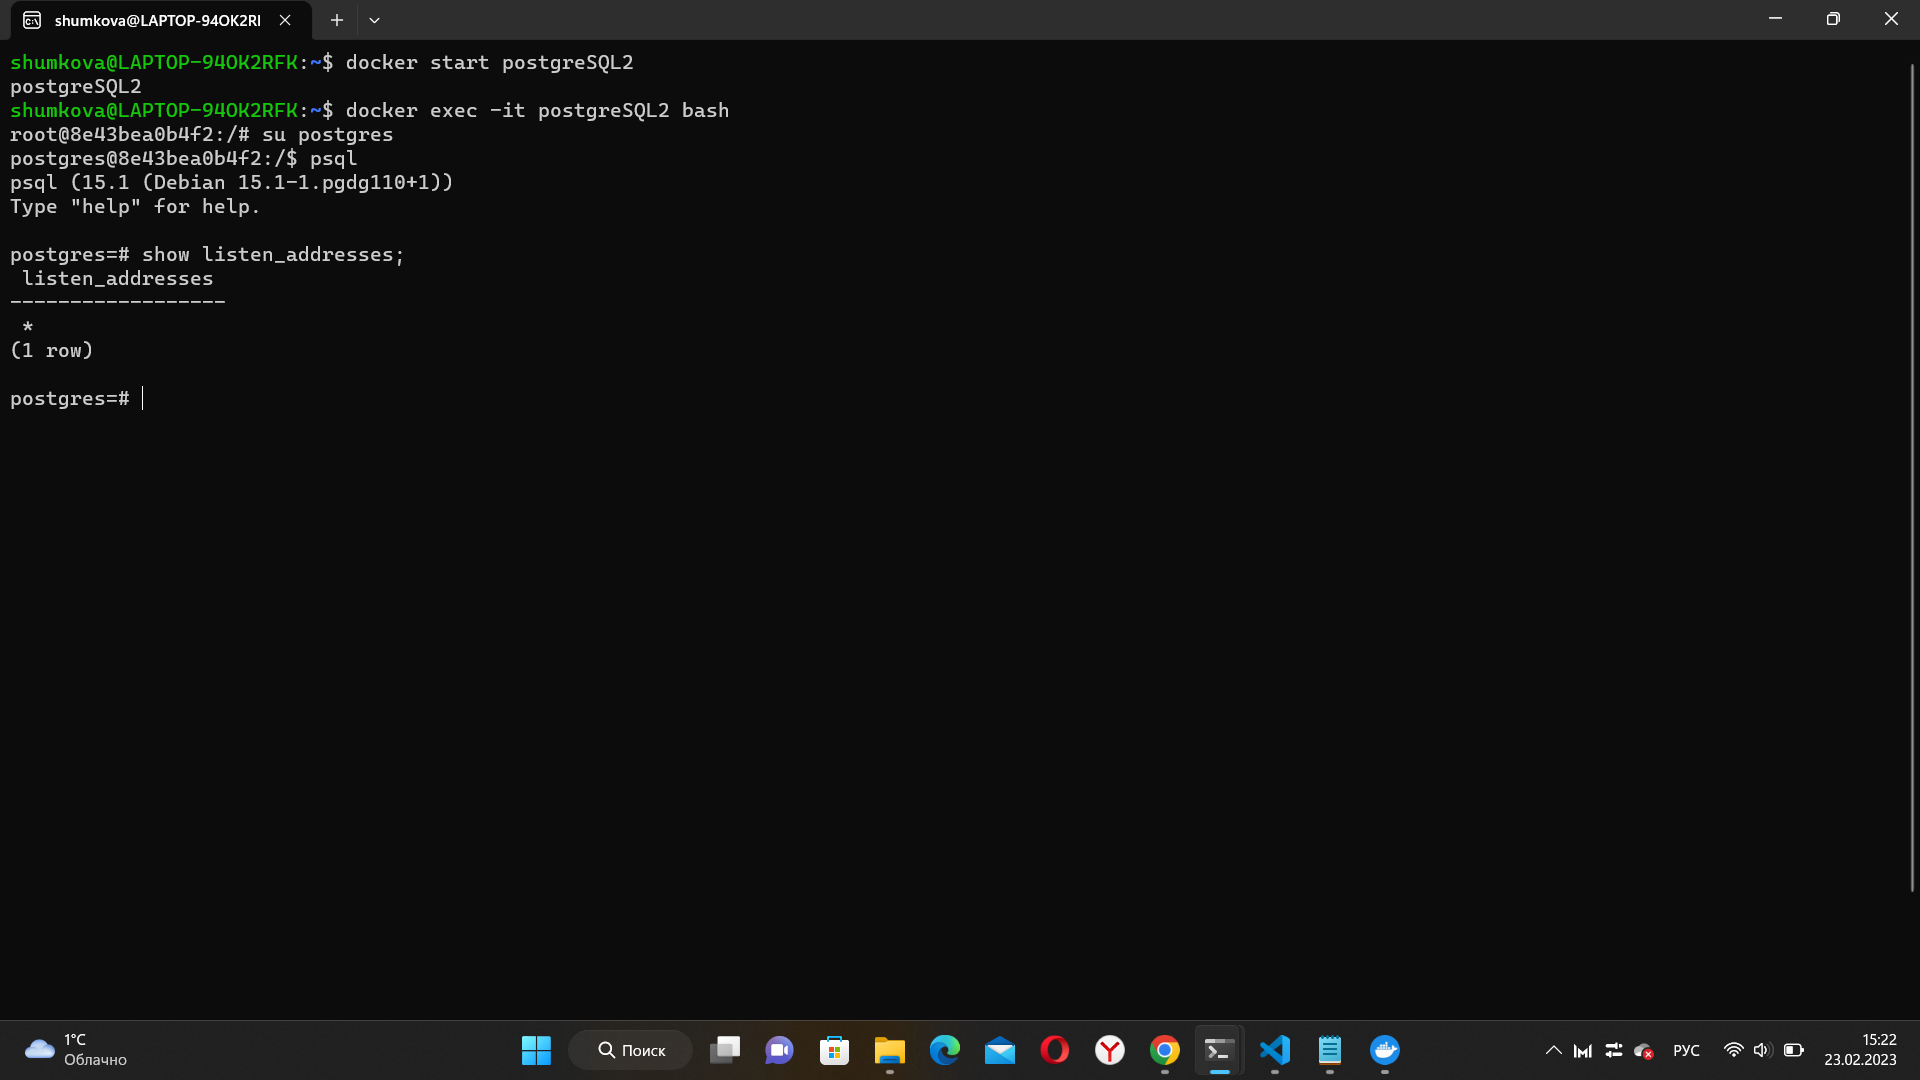 shumkova@LAPTOP-94OK2RI
shumkova@LAPTOP-94OK2RFK:~$ docker start postgreSQL2
postgreSQL2
shumkova@LAPTOP-94OK2RFK:~$ docker exec -it postgreSQL2 bash
root@8e43bea0b4f2:/# su postgres
postgres@8e43bea0b4f2:/$ psql
psql (15.1 (Debian 15.1-1.pgdg110+1))
Type "help" for help.
postgres=# show listen_addresses;
listen_addresses
------------------
*
(1 row)
postgres=#
1°C
Облачно
Поиск
РУС
15:22
23.02.2023